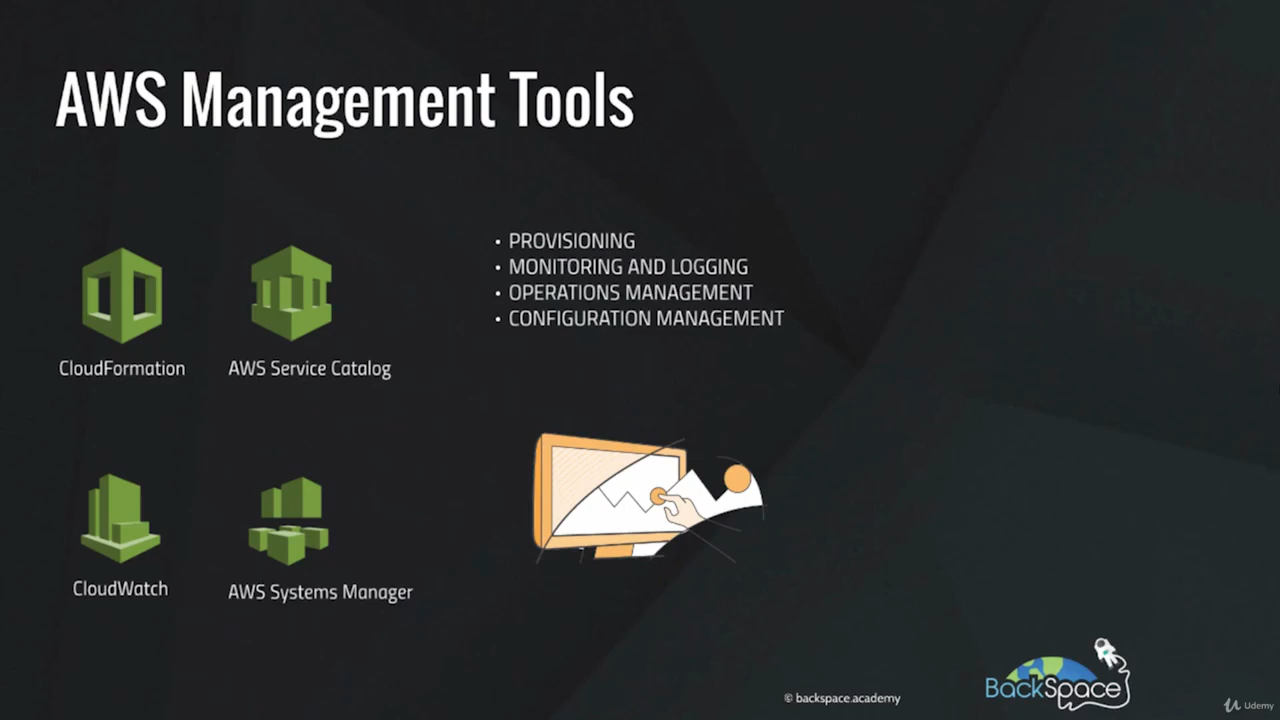 AWS Management Tools
CloudFormation
AWS Service Catalog
• PROVISIONING
• MONITORING AND LOGGING
• OPERATIONS MANAGEMENT
• CONFIGURATION MANAGEMENT
CloudWatch
AWS Systems Manager
© backspace.academy
BackSpace
Udemy